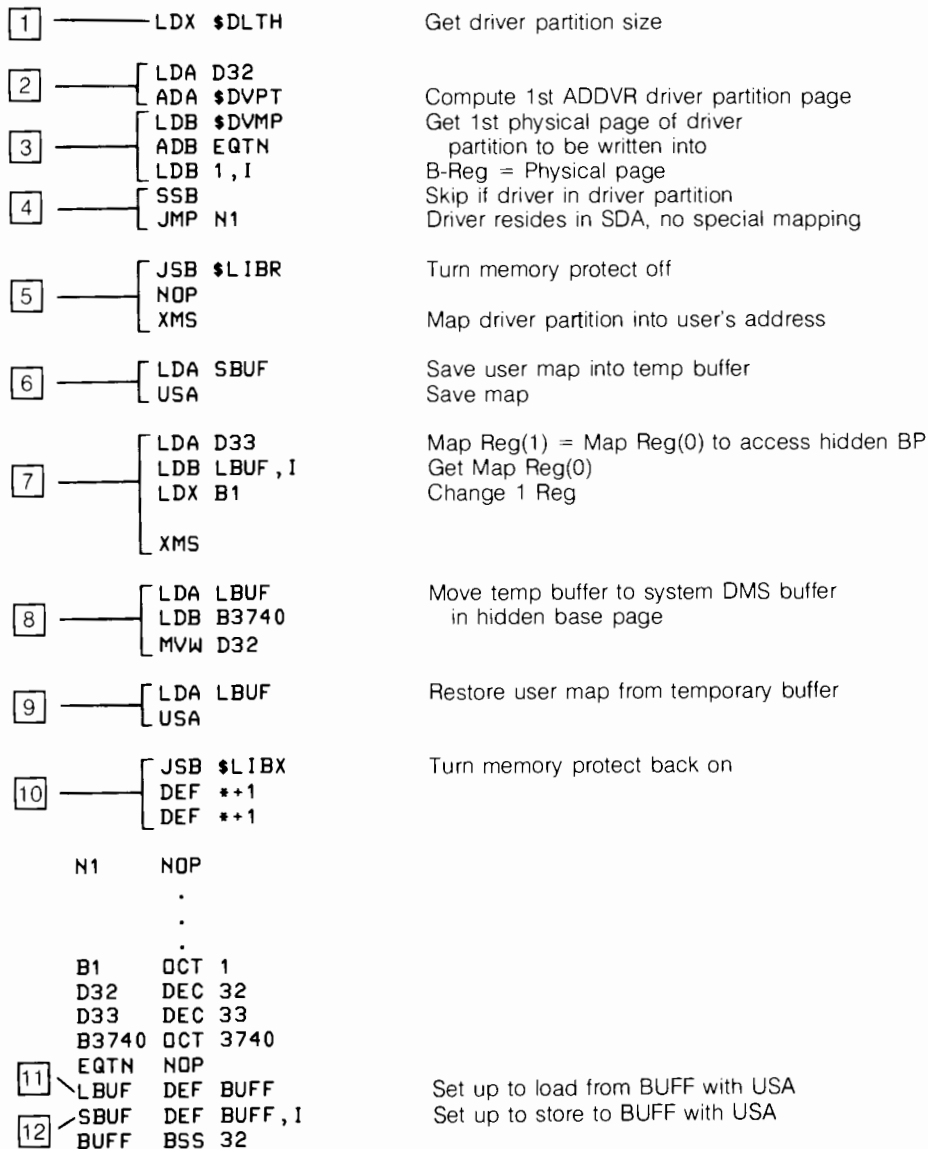 1 LDX $DLTH Get driver partition size
2 LDA D32
ADA $DVPT Compute 1st ADDVR driver partition page
3 LDB $DVMP Get 1st physical page of driver
ADB EQTN partition to be written into
LDB 1,I B-Reg = Physical page
4 SSB Skip if driver in driver partition
JMP N1 Driver resides in SDA, no special mapping
5 JSB $LIBR Turn memory protect off
NOP
XMS Map driver partition into user's address
6 LDA SBUF Save user map into temp buffer
USA Save map
7 LDA D33 Map Reg(1) = Map Reg(0) to access hidden BP
LDB LBUF,I Get Map Reg(0)
LDX B1 Change 1 Reg
XMS
8 LDA LBUF Move temp buffer to system DMS buffer
LDB B3740 in hidden base page
MVW D32
9 LDA LBUF Restore user map from temporary buffer
USA
10 JSB $LIBX Turn memory protect back on
DEF *+1
DEF *+1
N1 NOP
.
.
.
B1 OCT 1
D32 DEC 32
D33 DEC 33
B3740 OCT 3740
EQTN NOP
11 LBUF DEF BUFF Set up to load from BUFF with USA
12 SBUF DEF BUFF,I Set up to store to BUFF with USA
BUFF BSS 32